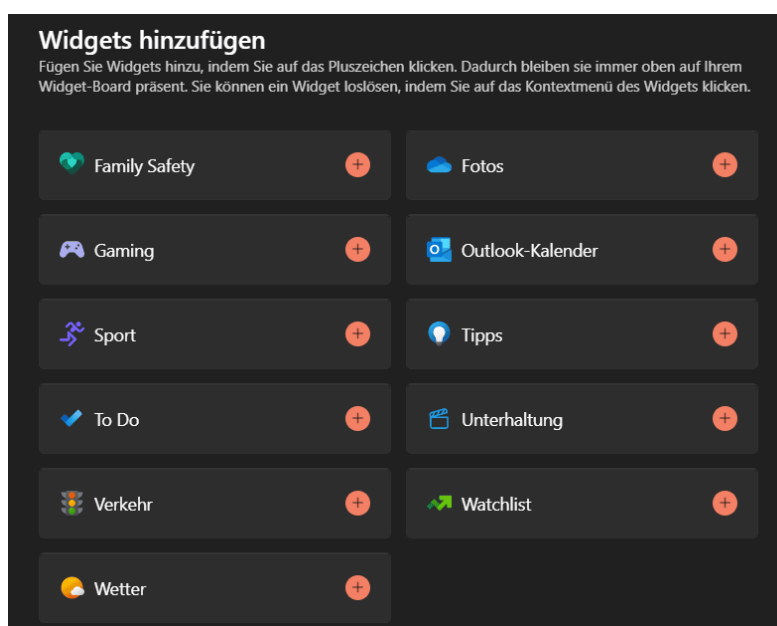 Widgets hinzufügen
Fügen Sie Widgets hinzu, indem Sie auf das Pluszeichen klicken. Dadurch bleiben sie immer oben auf Ihrem
Widget-Board präsent. Sie können ein Widget loslösen, indem Sie auf das Kontextmenü des Widgets klicken.
Family Safety
Fotos
Gaming
Outlook-Kalender
Sport
Tipps
To Do
Unterhaltung
Verkehr
Watchlist
Wetter